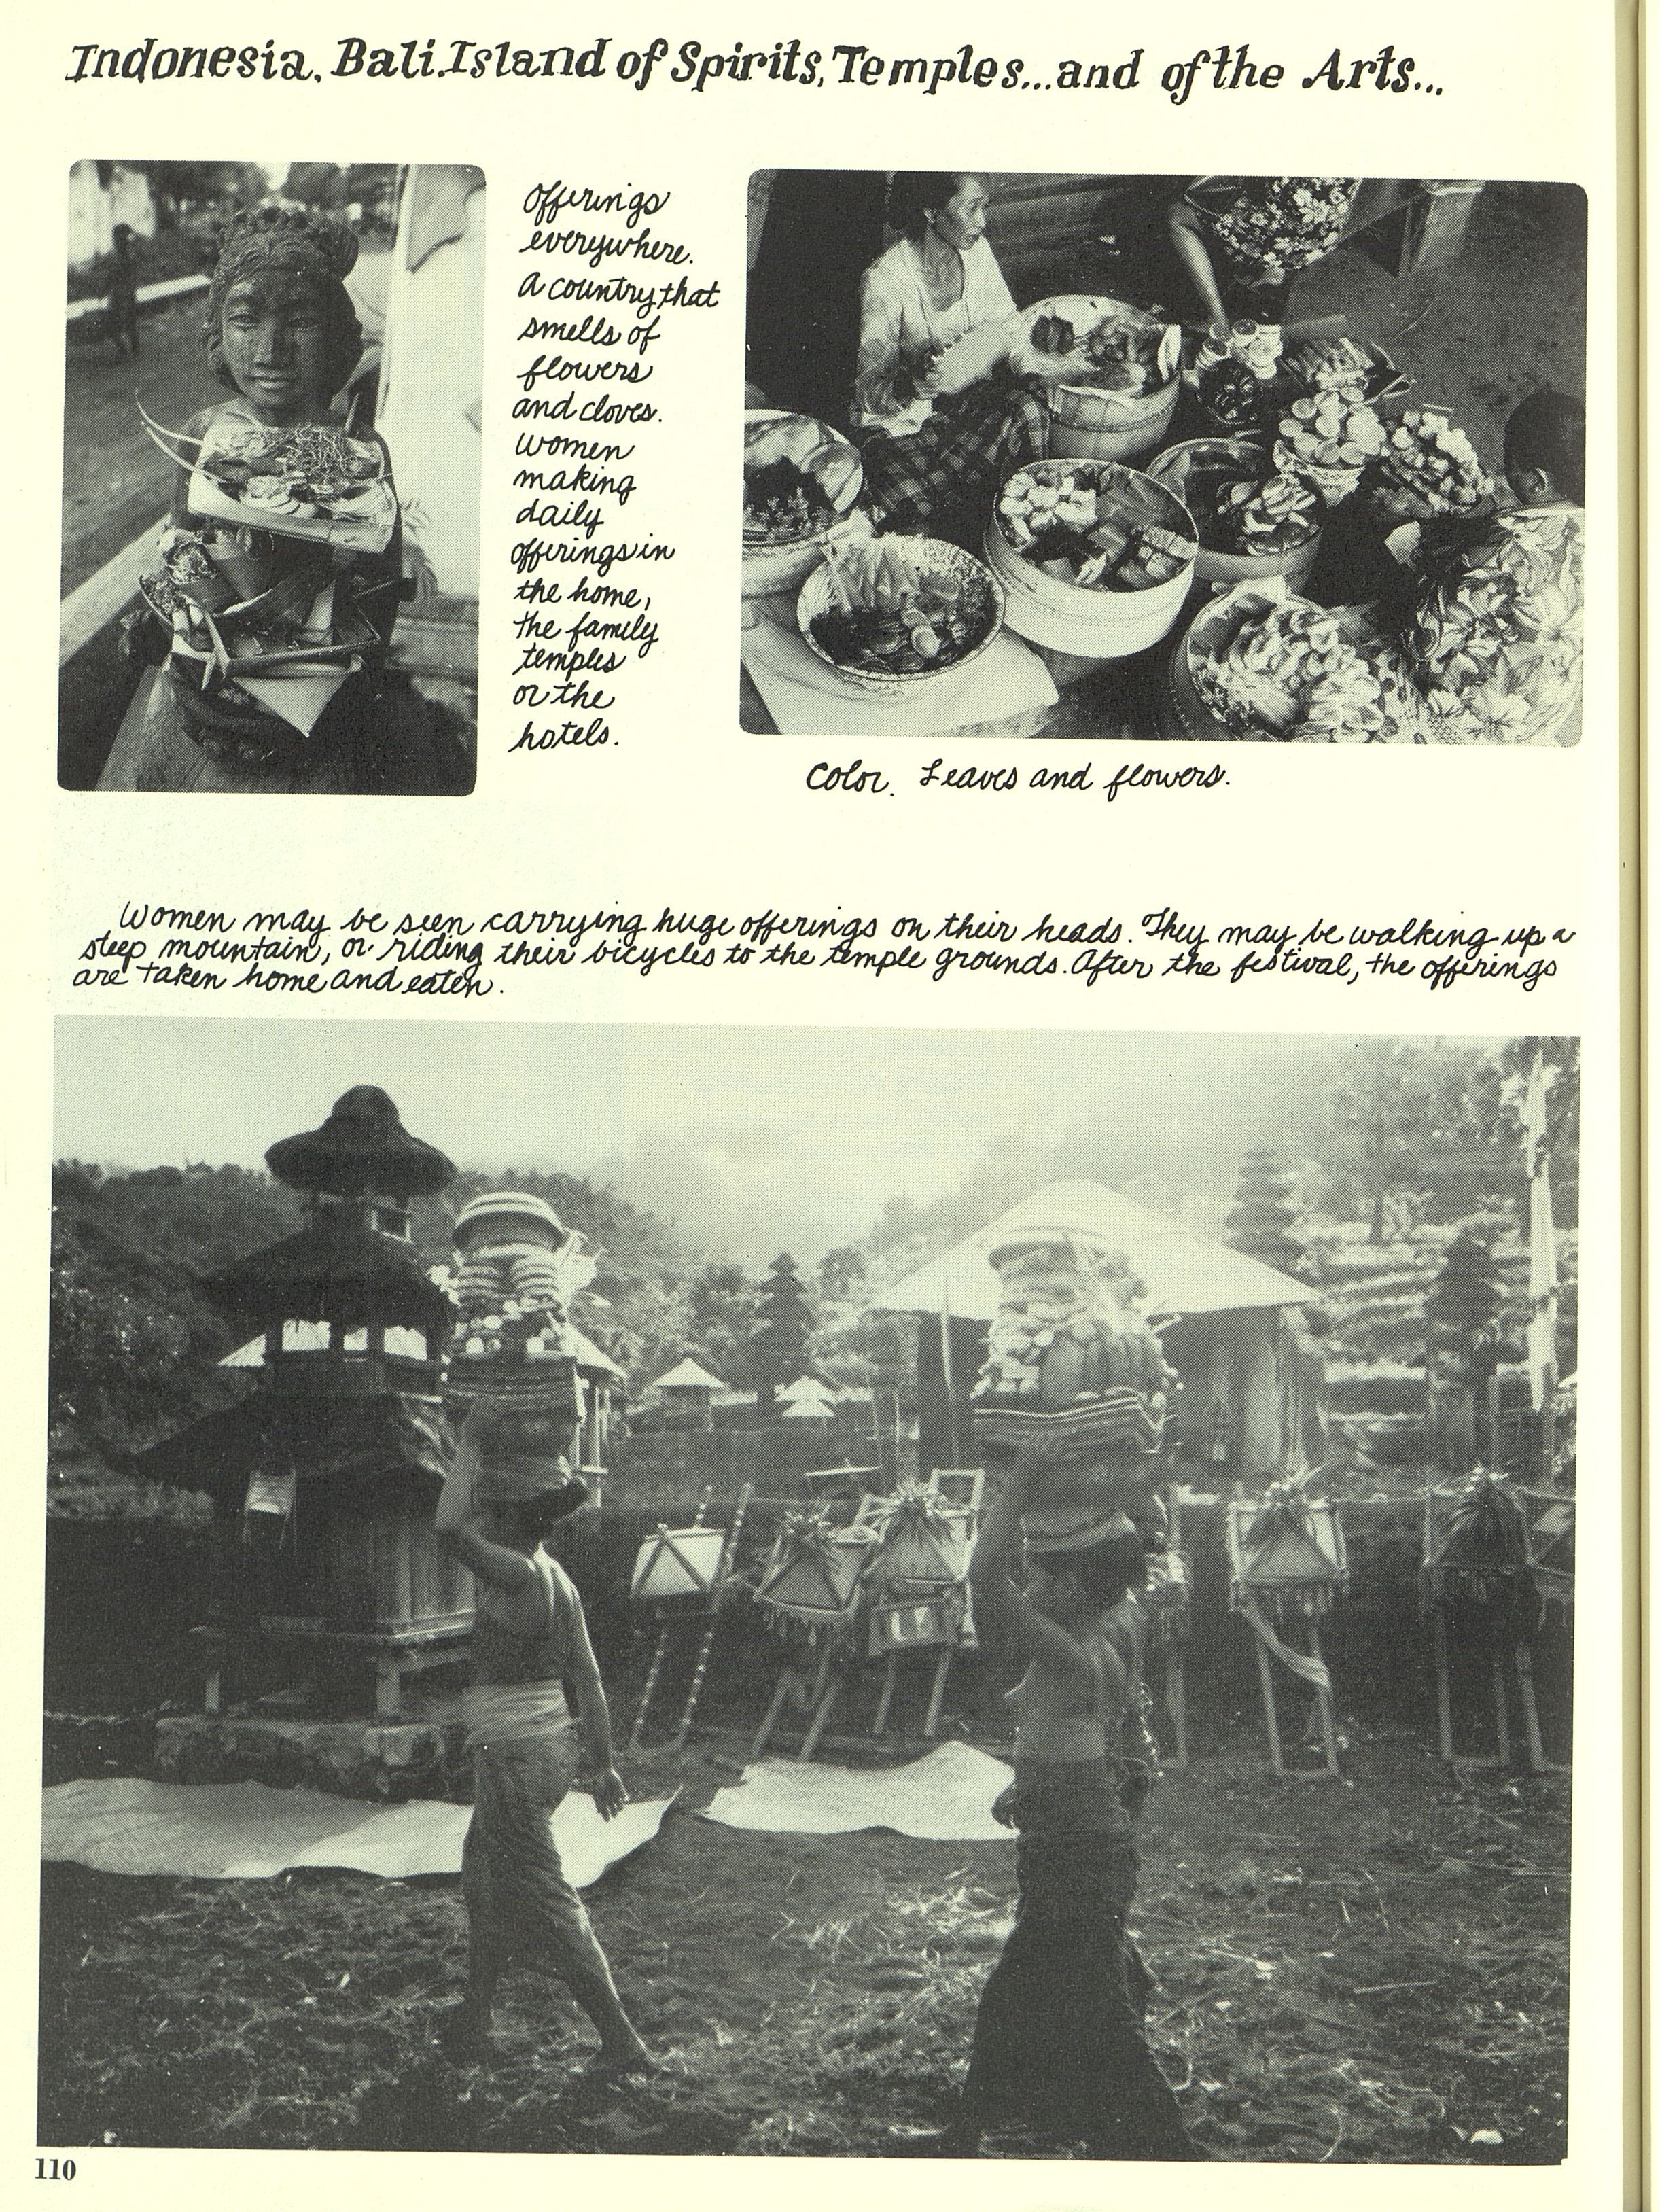 Indonesia. Bali. Island of Spirits, Temples...and of the Arts...
Offerings
everywhere.
A country that
smells of
flowers
and cloves.
Women
making
daily
offerings in
the home,
the family
temples
or the
hotels.
Color. Leaves and flowers.
Women may be seen carrying huge offerings on their heads. They may be walking up a
steep mountain, or riding their bicycles to the temple grounds. After the festival, the offerings
are taken home and eaten.
110